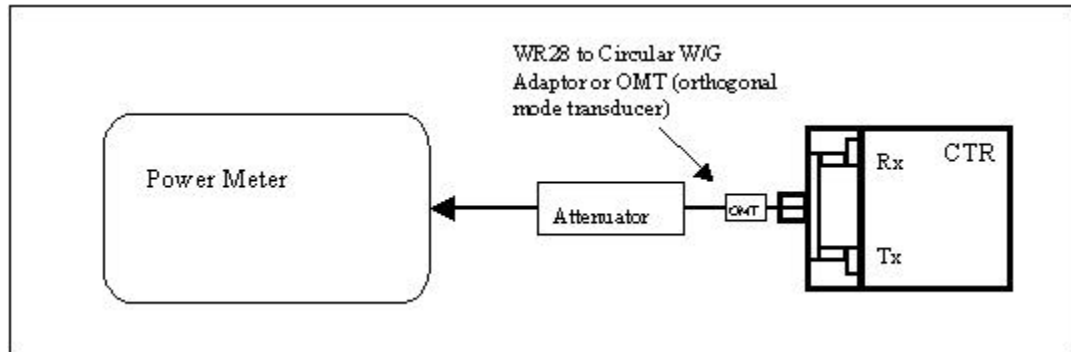 WR28 to Circular W/G
Adaptor or OMT (orthogonal
mode transducer)
Power Meter
Attenuator
OMT
Rx
CTR
Tx